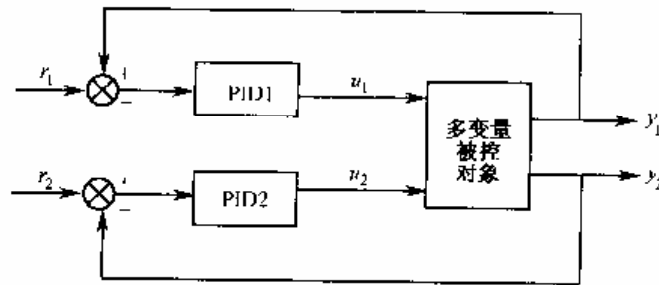 r₁
+
−
PID1
u₁
多变量
被控
对象
y₁
r₂
+
−
PID2
u₂
y₂